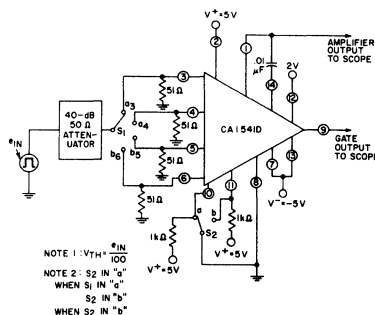 V+=5V
AMPLIFIER
OUTPUT
TO SCOPE
2
1
.01
μF
14
2V
12
3
51Ω
40-dB
50 Ω
ATTEN-
UATOR
S1
a3
a4
b5
b6
4
51Ω
5
51Ω
6
51Ω
CA1541D
9
GATE
OUTPUT
TO SCOPE
eIN
10
11
8
7
13
V-=-5V
a
b
S2
1kΩ
1kΩ
V+=5V
V+=5V
NOTE 1: VTH= eIN
100
NOTE 2: S2 IN "a"
WHEN S1 IN "a"
S2 IN "b"
WHEN S2 IN "b"